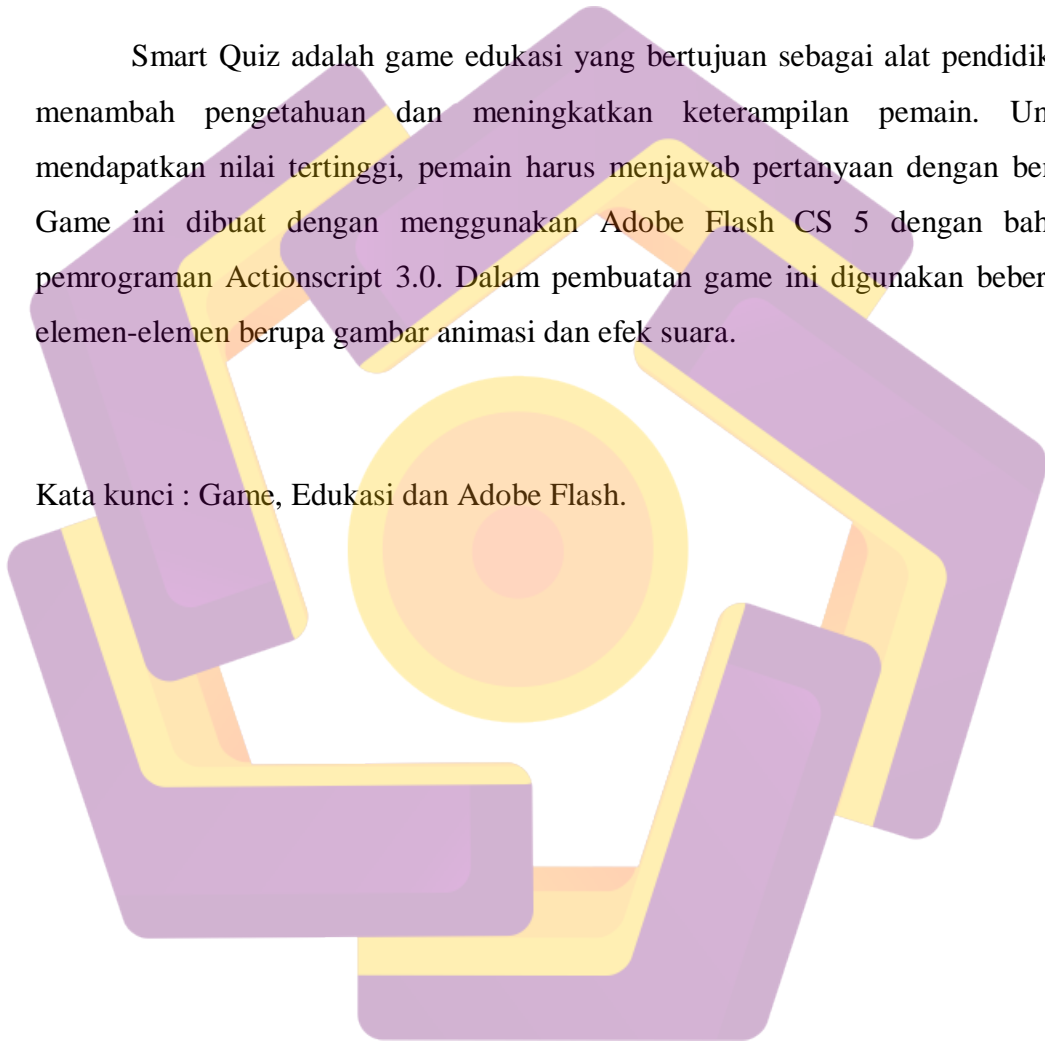 Smart Quiz adalah game edukasi yang bertujuan sebagai alat pendidik
menambah pengetahuan dan meningkatkan keterampilan pemain. Un
mendapatkan nilai tertinggi, pemain harus menjawab pertanyaan dengan ben
Game ini dibuat dengan menggunakan Adobe Flash CS 5 dengan bah
pemrograman Actionscript 3.0. Dalam pembuatan game ini digunakan beber
elemen-elemen berupa gambar animasi dan efek suara.
Kata kunci : Game, Edukasi dan Adobe Flash.